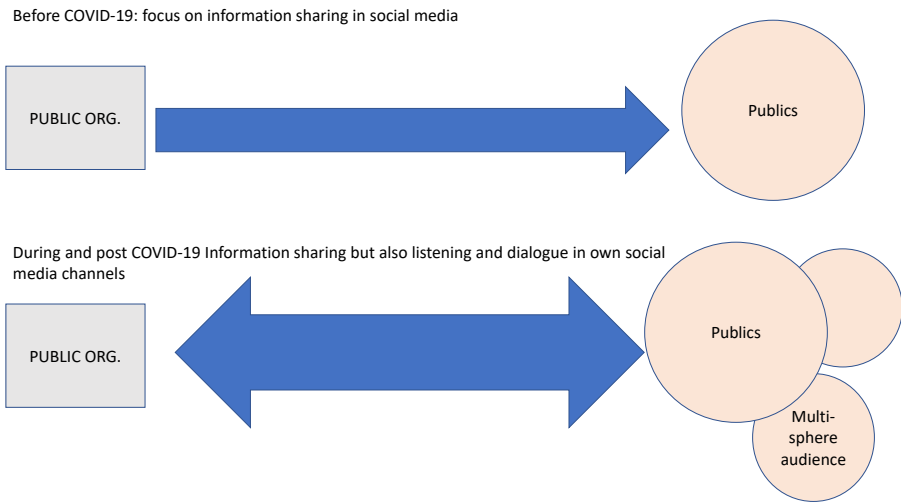 Before COVID-19: focus on information sharing in social media
PUBLIC ORG.
Publics
During and post COVID-19 Information sharing but also listening and dialogue in own social
media channels
PUBLIC ORG.
Publics
Multi-
sphere
audience